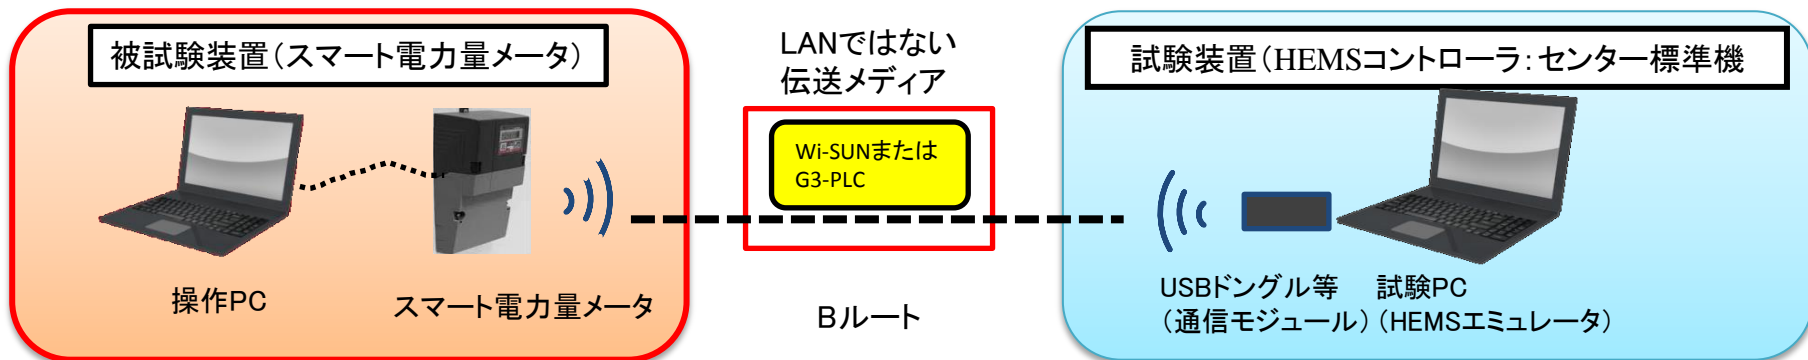 被試験装置(スマート電力量メータ)
操作PC
スマート電力量メータ
LANではない
伝送メディア
Wi-SUNまたは
G3-PLC
Bルート
試験装置(HEMSコントローラ:センター標準機
USBドングル等 試験PC
(通信モジュール)(HEMSエミュレータ)